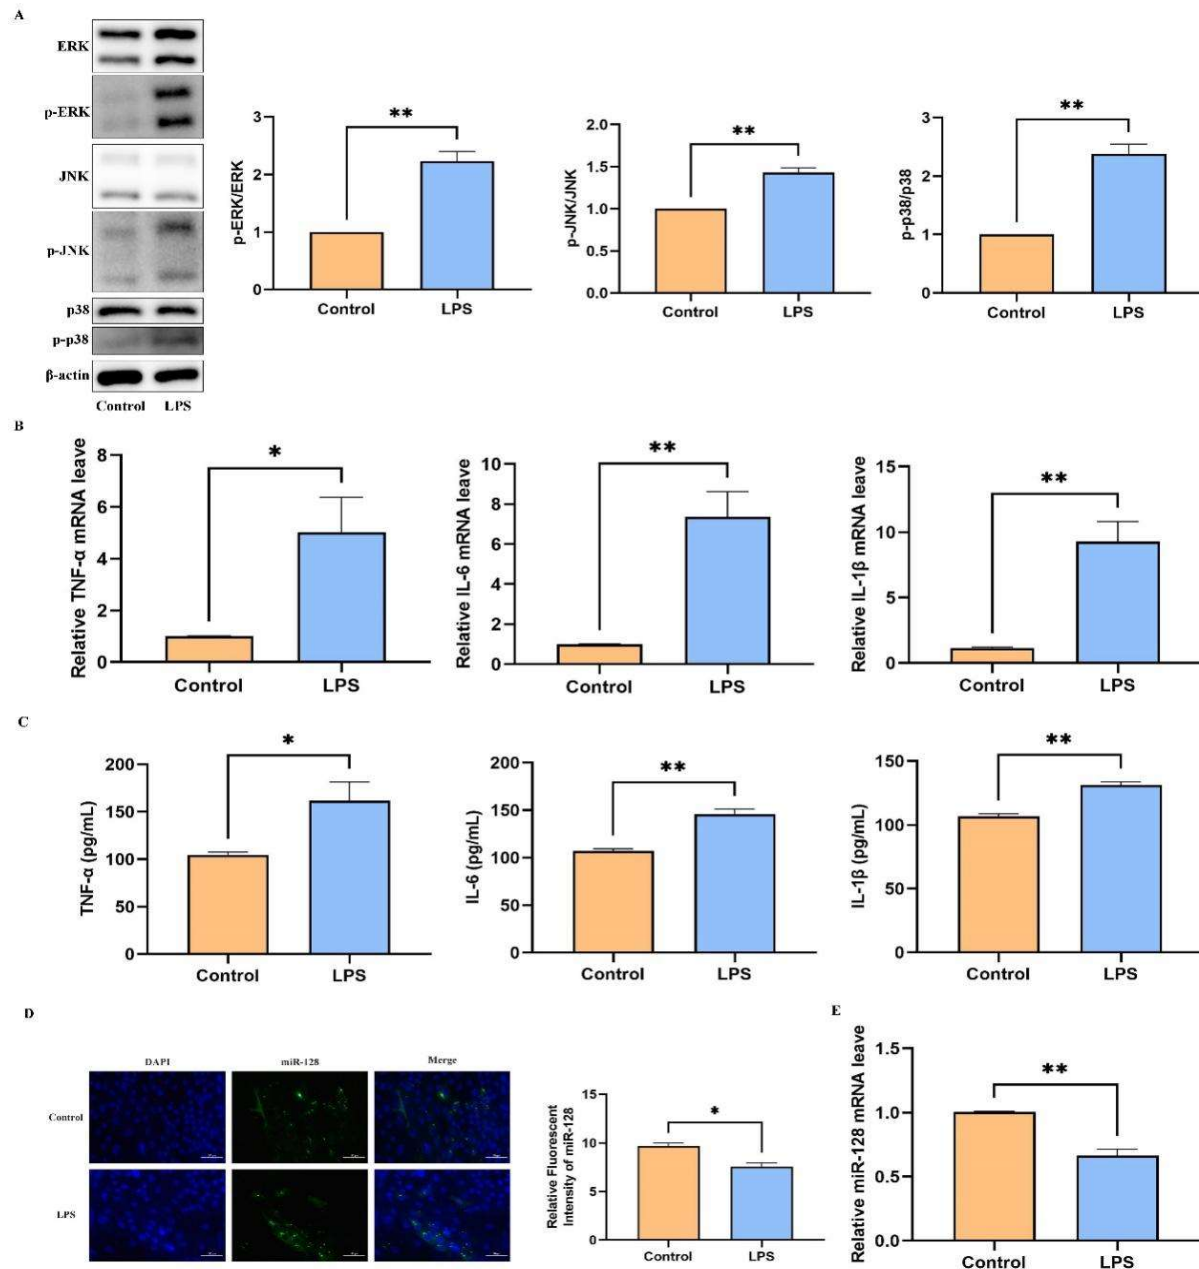 A
ERK
p-ERK
JNK
p-JNK
p38
p-p38
β-actin
Control LPS
p-ERK/ERK
3
2
1
0
**
Control LPS
p-JNK/JNK
2.0
1.5
1.0
0.5
0.0
**
Control LPS
p-p38/p38
3
2
1
0
**
Control LPS
B
Relative TNF-α mRNA leave
8
6
4
2
0
*
Control LPS
Relative IL-6 mRNA leave
10
8
6
4
2
0
**
Control LPS
Relative IL-1β mRNA leave
15
10
5
0
**
Control LPS
C
TNF-α (pg/mL)
200
150
100
50
0
*
Control LPS
IL-6 (pg/mL)
200
150
100
50
0
**
Control LPS
IL-1β (pg/mL)
150
100
50
0
**
Control LPS
D
DAPI miR-128 Merge
Control
LPS
Relative Fluorescent
Intensity of miR-128
15
10
5
0
*
Control LPS
E
Relative miR-128 mRNA leave
1.5
1.0
0.5
0.0
**
Control LPS